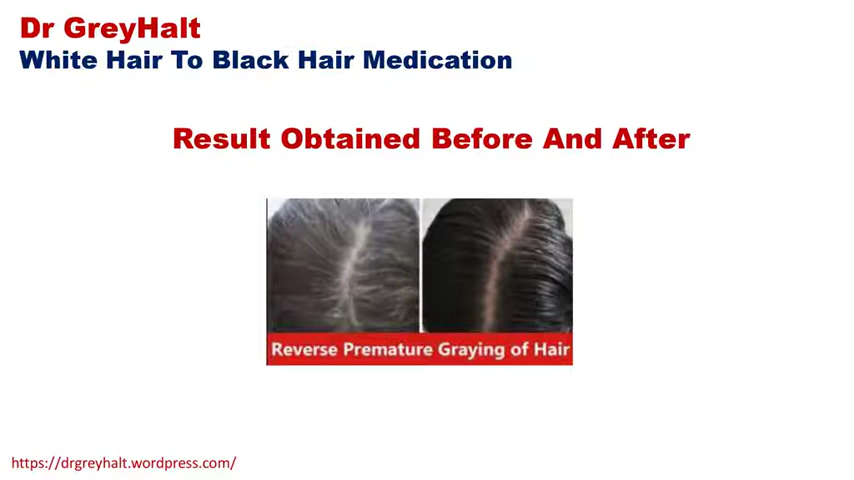 Dr GreyHalt
White Hair To Black Hair Medication
Result Obtained Before And After
Reverse Premature Graying of Hair
https://drgreyhalt.wordpress.com/